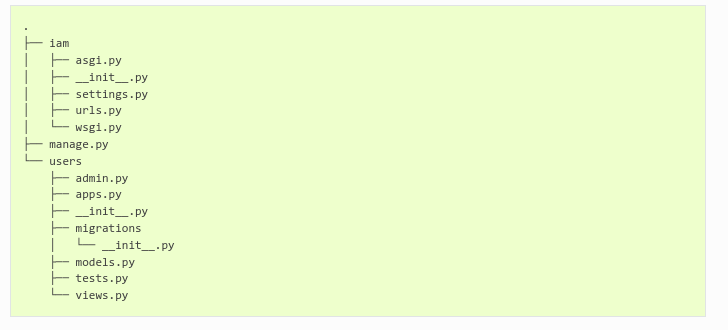 .
├── iam
│   ├── asgi.py
│   ├── __init__.py
│   ├── settings.py
│   ├── urls.py
│   └── wsgi.py
├── manage.py
└── users
    ├── admin.py
    ├── apps.py
    ├── __init__.py
    ├── migrations
    │   └── __init__.py
    ├── models.py
    ├── tests.py
    └── views.py